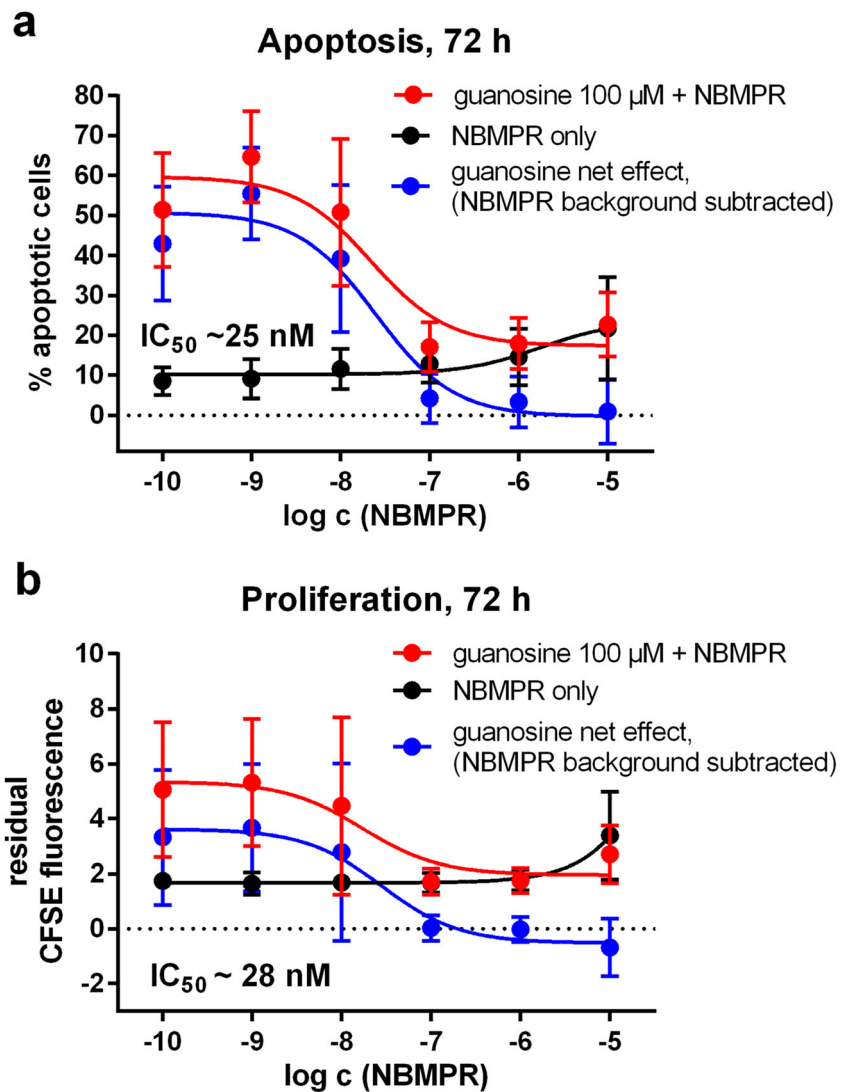 a
Apoptosis, 72 h
guanosine 100 µM + NBMPR
NBMPR only
guanosine net effect,
(NBMPR background subtracted)
% apoptotic cells
80
70
60
50
40
30
20
10
0
IC₅₀ ~25 nM
-10 -9 -8 -7 -6 -5
log c (NBMPR)
b
Proliferation, 72 h
guanosine 100 µM + NBMPR
NBMPR only
guanosine net effect,
(NBMPR background subtracted)
residual
CFSE fluorescence
10
8
6
4
2
0
-2
IC₅₀ ~ 28 nM
-10 -9 -8 -7 -6 -5
log c (NBMPR)